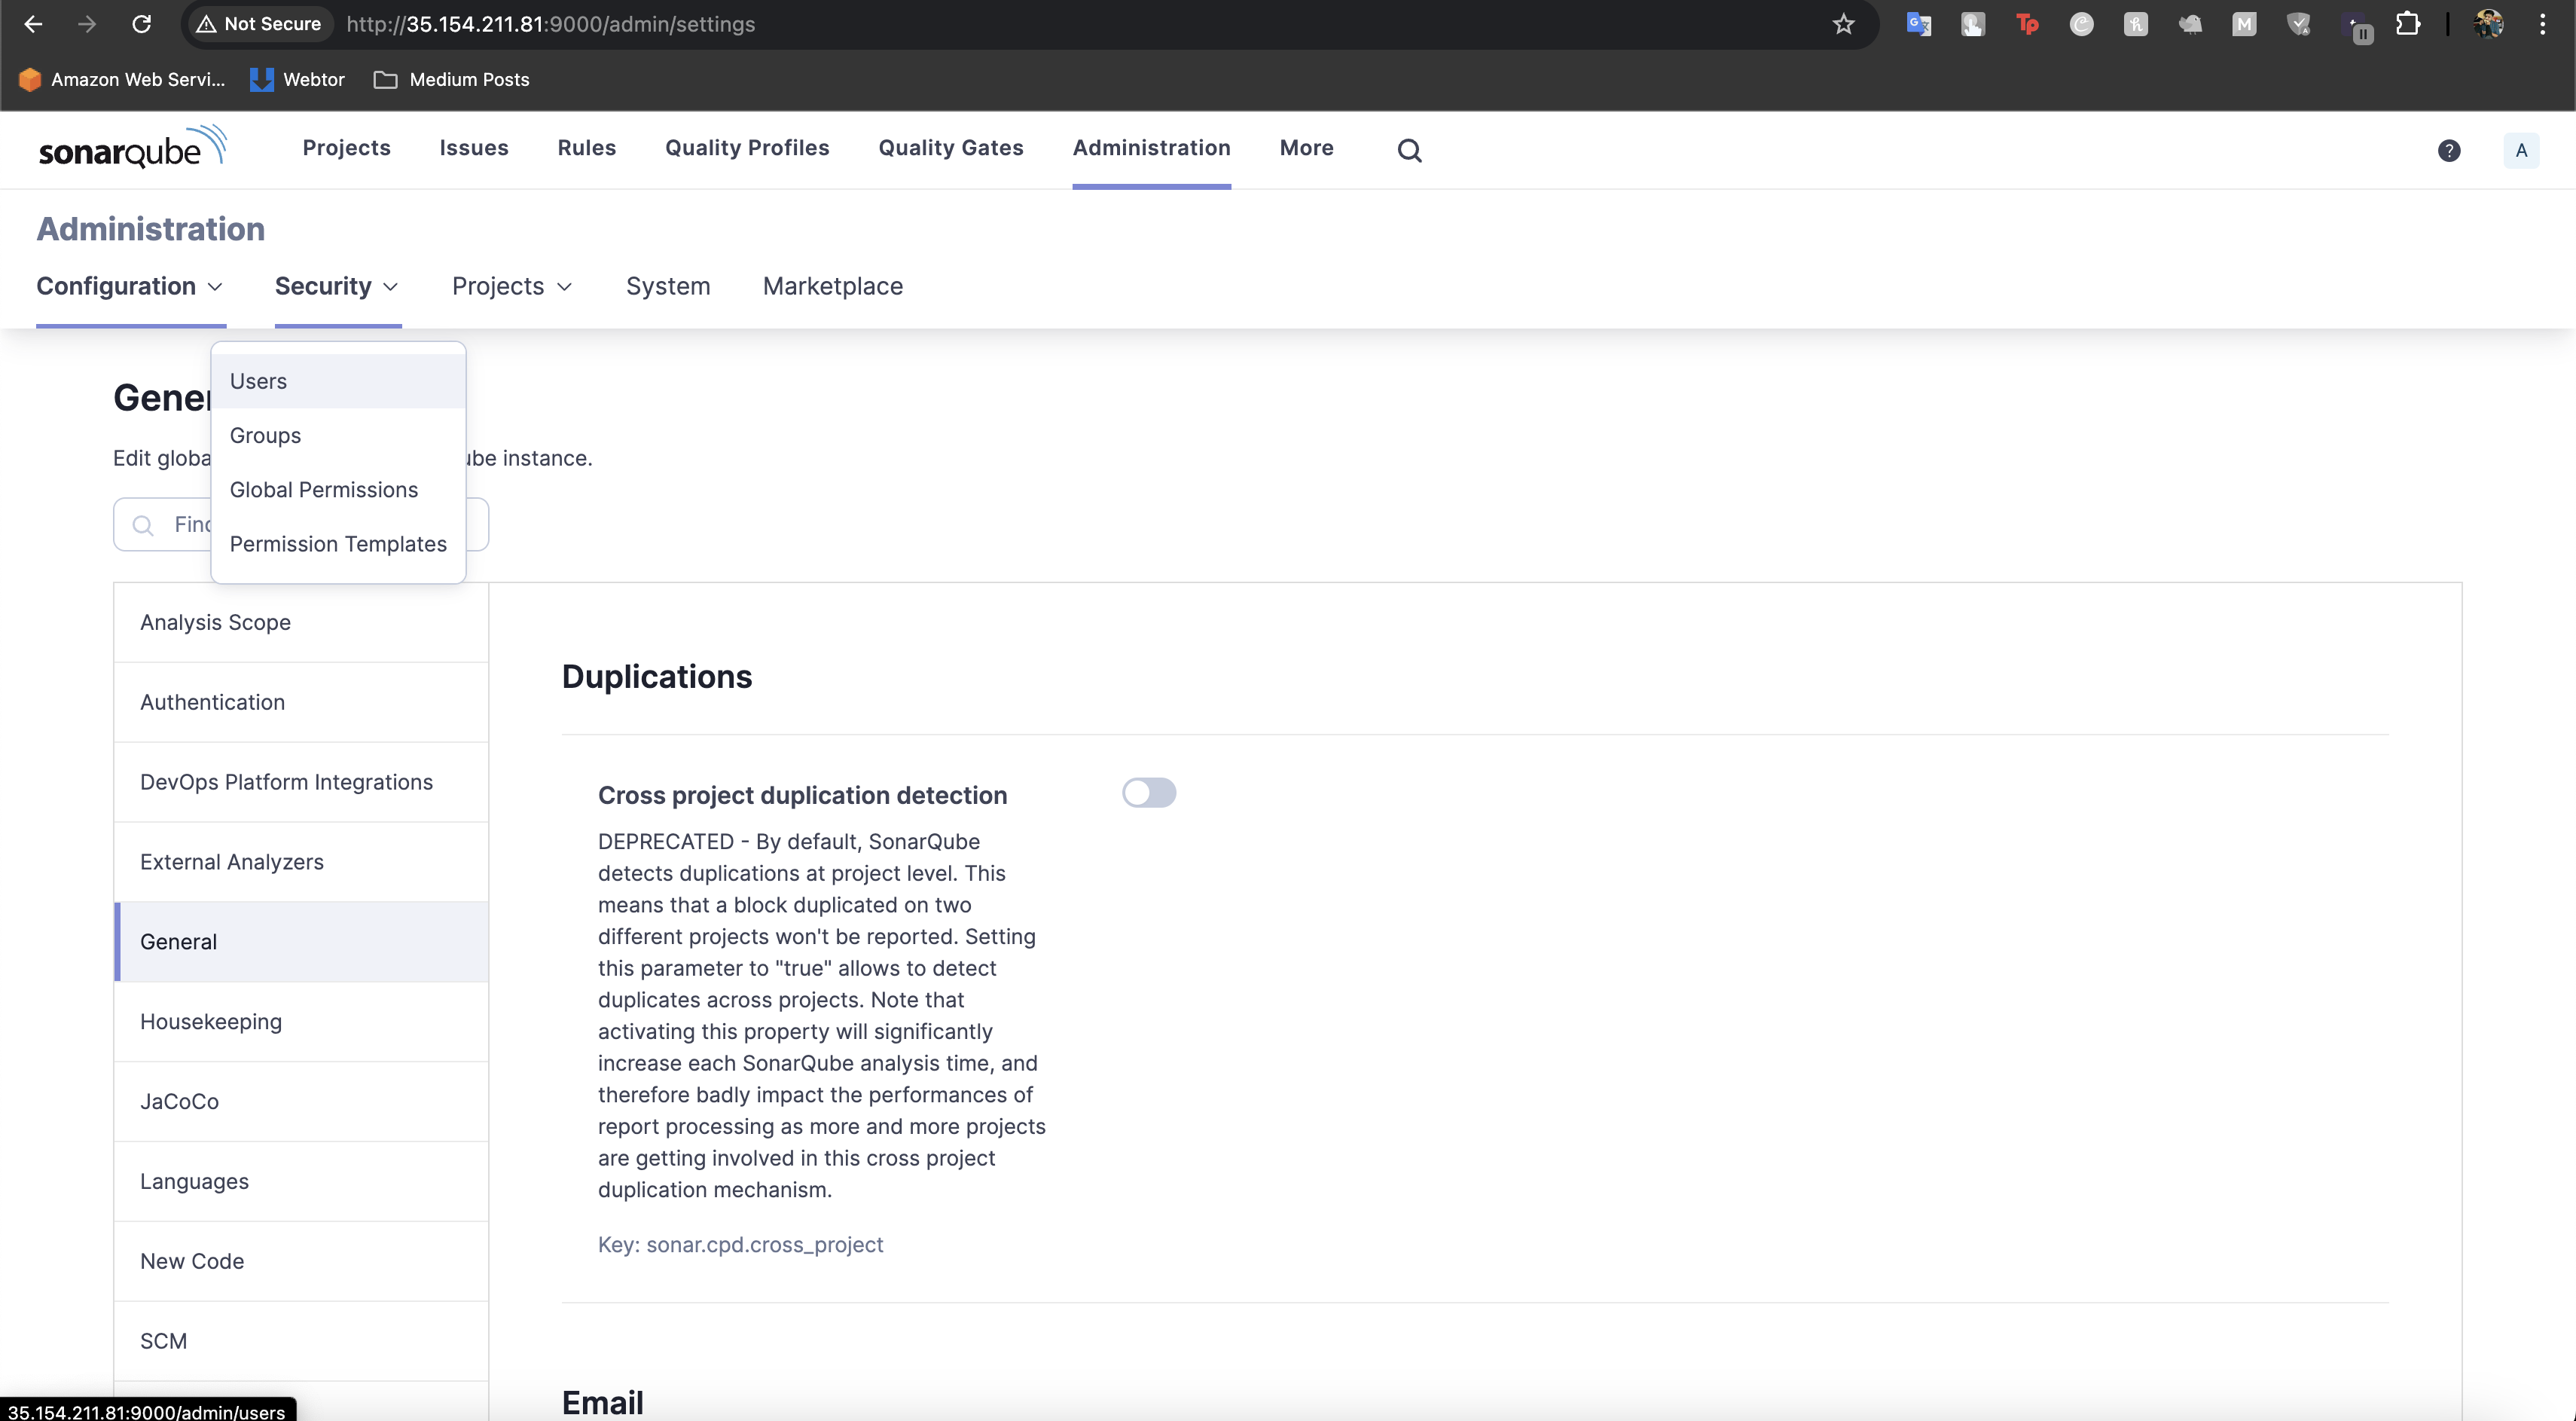 Not Secure http://35.154.211.81:9000/admin/settings
Amazon Web Servi... Webtor Medium Posts
sonarqube Projects Issues Rules Quality Profiles Quality Gates Administration More ? A
Administration
Configuration Security Projects System Marketplace
Users
Groups
Global Permissions
Permission Templates
Gener
Edit globa ube instance.
Find
Analysis Scope
Authentication
DevOps Platform Integrations
External Analyzers
General
Housekeeping
JaCoCo
Languages
New Code
SCM
Duplications
Cross project duplication detection
DEPRECATED - By default, SonarQube
detects duplications at project level. This
means that a block duplicated on two
different projects won't be reported. Setting
this parameter to "true" allows to detect
duplicates across projects. Note that
activating this property will significantly
increase each SonarQube analysis time, and
therefore badly impact the performances of
report processing as more and more projects
are getting involved in this cross project
duplication mechanism.
Key: sonar.cpd.cross_project
Email
35.154.211.81:9000/admin/users